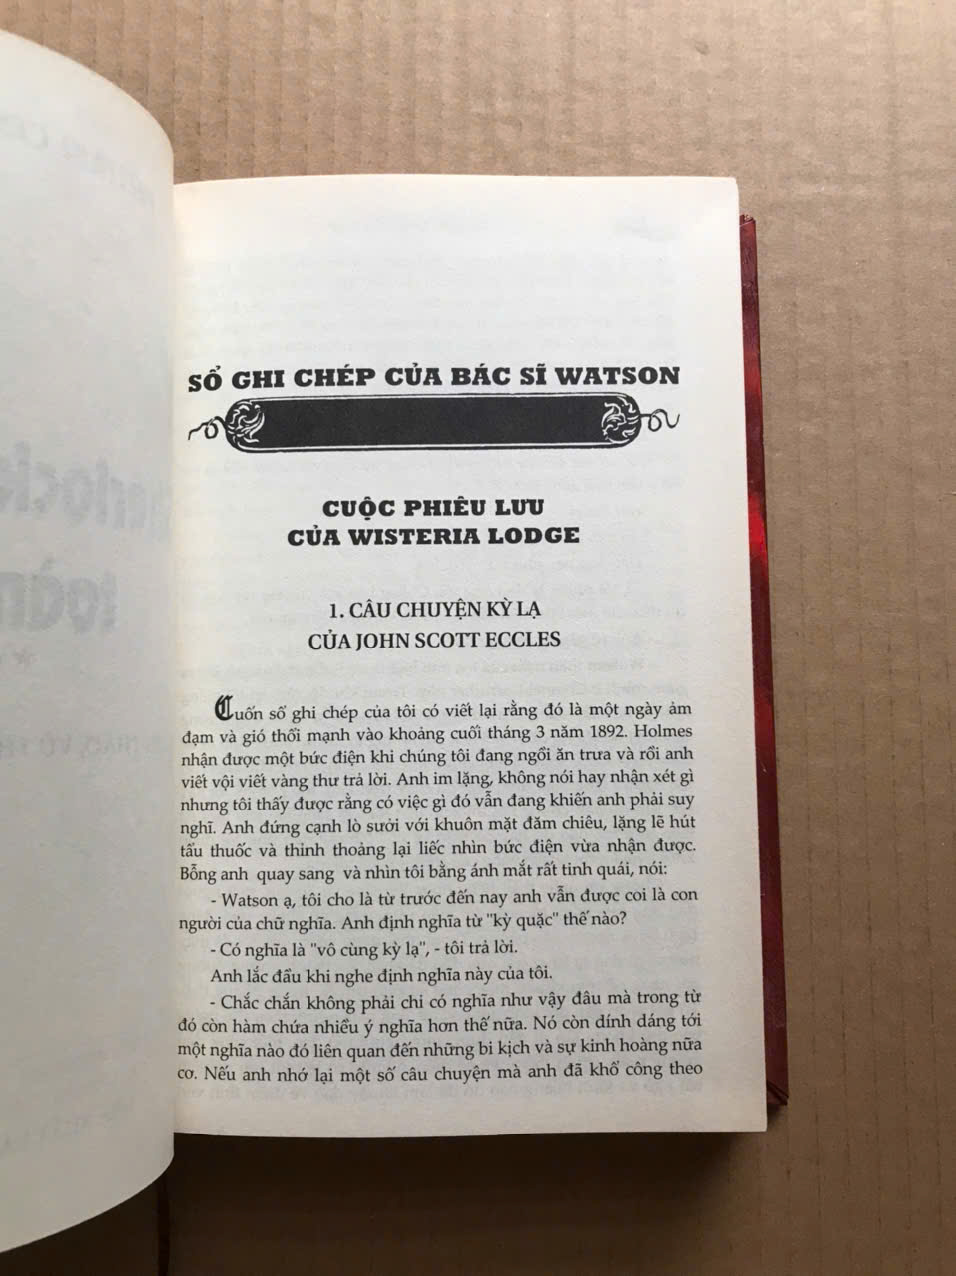 SỔ GHI CHÉP CỦA BÁC SĨ WATSON
CUỘC PHIÊU LƯU
CỦA WISTERIA LODGE
1. CÂU CHUYỆN KỲ LẠ
CỦA JOHN SCOTT ECCLES
Cuốn sổ ghi chép của tôi có viết lại rằng đó là một ngày ảm
đạm và gió thổi mạnh vào khoảng cuối tháng 3 năm 1892. Holmes
nhận được một bức điện khi chúng tôi đang ngồi ăn trưa và rồi anh
viết vội viết vàng thư trả lời. Anh im lặng, không nói hay nhận xét gì
nhưng tôi thấy được rằng có việc gì đó vẫn đang khiến anh phải suy
nghĩ. Anh đứng cạnh lò sưởi với khuôn mặt đăm chiêu, lặng lẽ hút
tẩu thuốc và thỉnh thoảng lại liếc nhìn bức điện vừa nhận được.
Bỗng anh quay sang và nhìn tôi bằng ánh mắt rất tinh quái, nói:
- Watson ạ, tôi cho là từ trước đến nay anh vẫn được coi là con
người của chữ nghĩa. Anh định nghĩa từ "kỳ quặc" thế nào?
- Có nghĩa là "vô cùng kỳ lạ", - tôi trả lời.
Anh lắc đầu khi nghe định nghĩa này của tôi.
- Chắc chắn không phải chỉ có nghĩa như vậy đâu mà trong từ
đó còn hàm chứa nhiều ý nghĩa hơn thế nữa. Nó còn dính dáng tới
một nghĩa nào đó liên quan đến những bi kịch và sự kinh hoàng nữa
cơ. Nếu anh nhớ lại một số câu chuyện mà anh đã khổ công theo